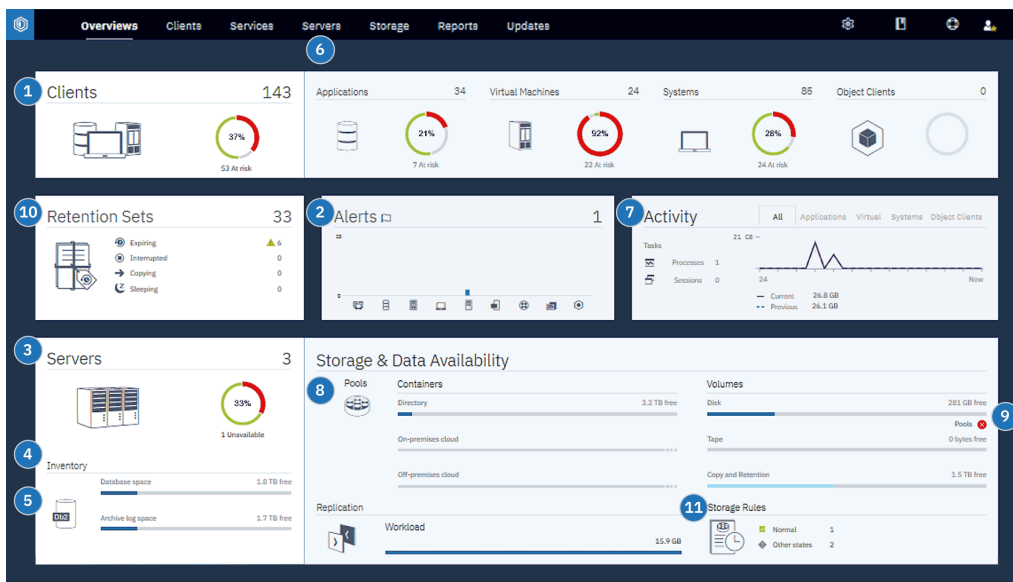 Overviews Clients Services Servers Storage Reports Updates
6
1 Clients 143
37%
53 At risk
Applications 34
21%
7 At risk
Virtual Machines 24
92%
22 At risk
Systems 85
28%
24 At risk
Object Clients 0
10 Retention Sets 33
Expiring 6
Interrupted 0
Copying 0
Sleeping 0
2 Alerts 1
10
0
7 Activity
All Applications Virtual Systems Object Clients
Tasks
Processes 1
Sessions 0
21 GB
24 Now
Current 26.8 GB
Previous 26.1 GB
3 Servers 3
33%
1 Unavailable
4
Inventory
5
Database space 1.8 TB free
Db2
Archive log space 1.7 TB free
Storage & Data Availability
8 Pools
Containers
Directory 3.2 TB free
On-premises cloud
Off-premises cloud
Volumes
Disk 281 GB free
9
Pools
Tape 0 bytes free
Copy and Retention 1.5 TB free
Replication
Workload
15.9 GB
11 Storage Rules
Normal 1
Other states 2